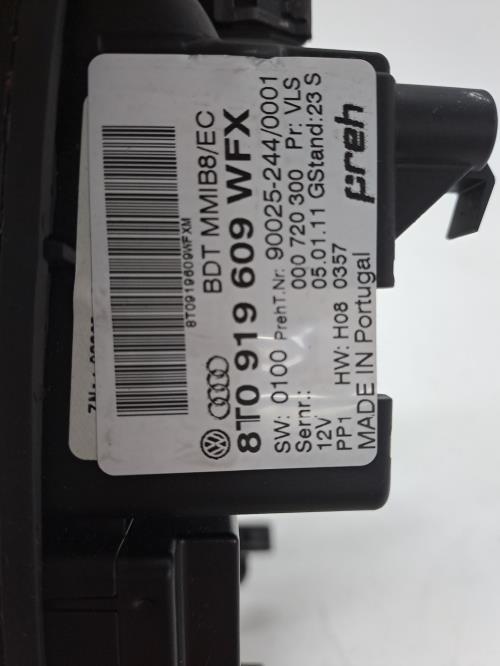 8T0919609WFXM
BDT MMIB8/EC
8T0 919 609 WFX
SW: 0100 PrehT.Nr: 90025-244/0001
Sernr.: 000 720 300 Pr: VLS
12V 05.01.11 GStand:23 S
PP1 HW: H08 0357
MADE IN Portugal
preh